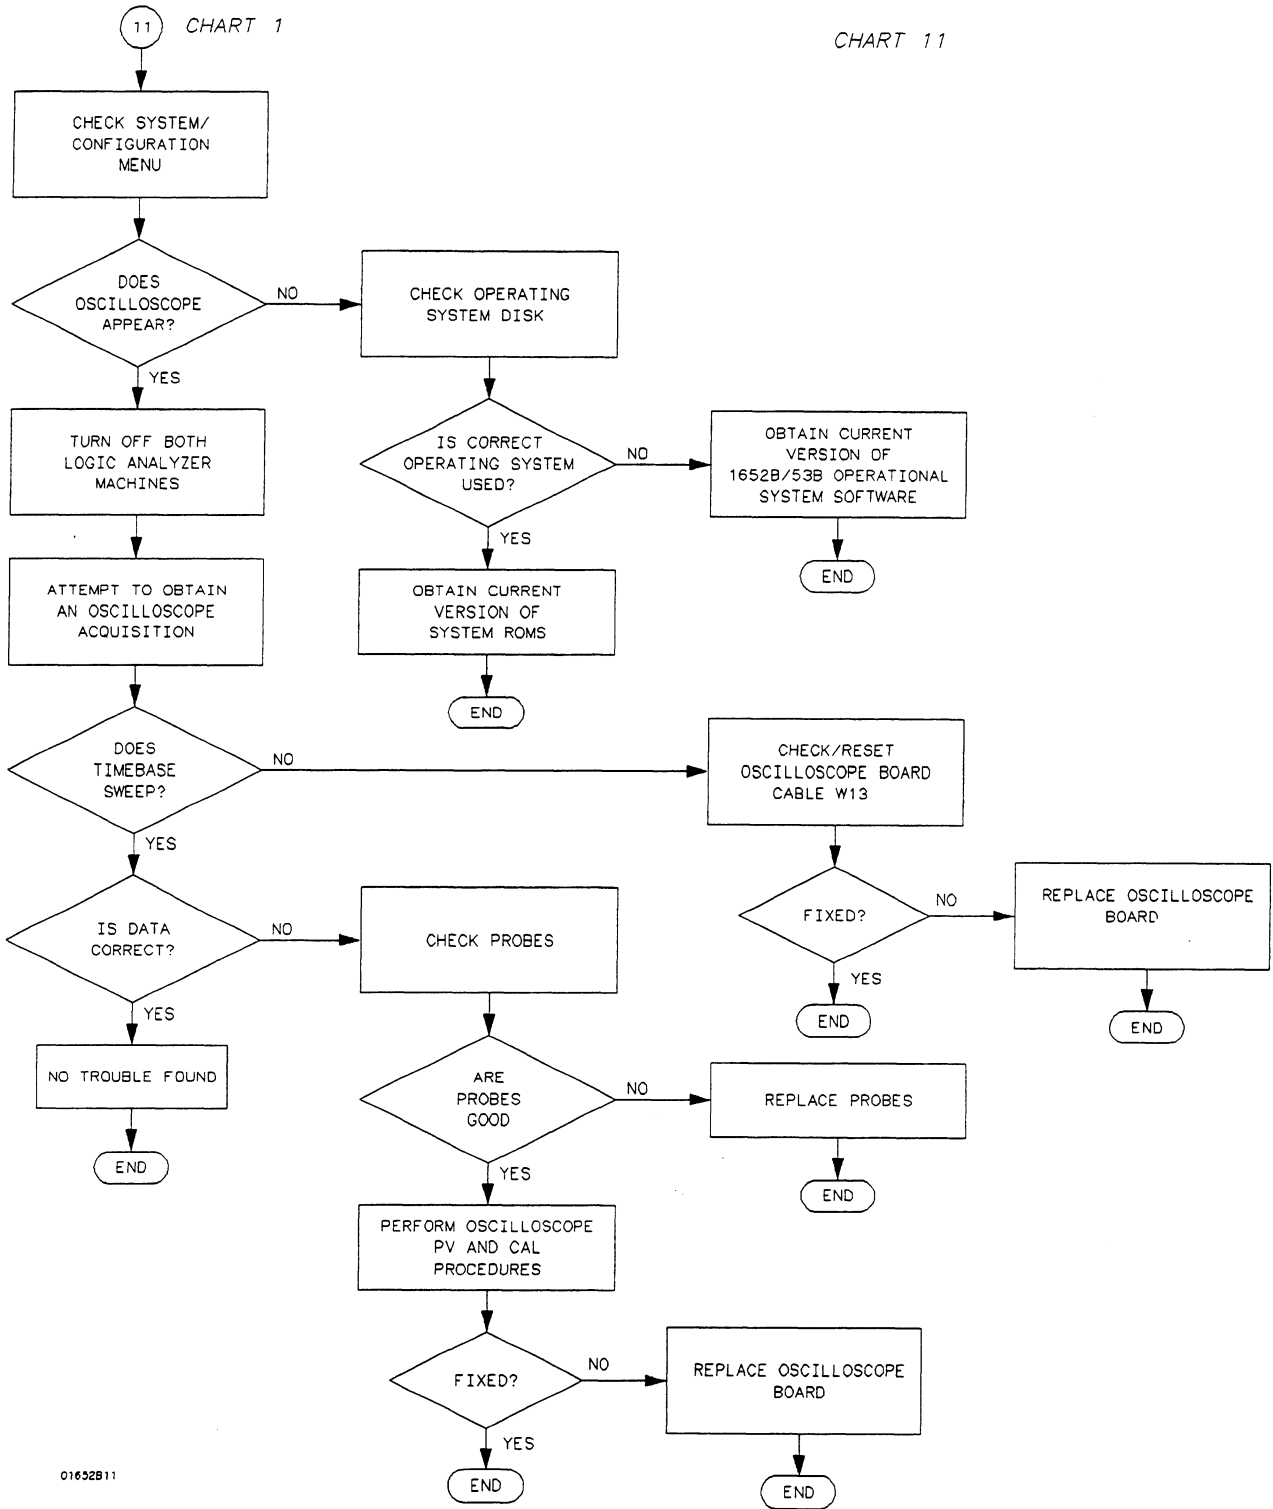 11 CHART 1
CHART 11
CHECK SYSTEM/
CONFIGURATION
MENU
DOES
OSCILLOSCOPE
APPEAR?
NO
YES
CHECK OPERATING
SYSTEM DISK
TURN OFF BOTH
LOGIC ANALYZER
MACHINES
IS CORRECT
OPERATING SYSTEM
USED?
NO
YES
OBTAIN CURRENT
VERSION OF
1652B/53B OPERATIONAL
SYSTEM SOFTWARE
END
ATTEMPT TO OBTAIN
AN OSCILLOSCOPE
ACQUISITION
OBTAIN CURRENT
VERSION OF
SYSTEM ROMS
END
DOES
TIMEBASE
SWEEP?
NO
YES
CHECK/RESET
OSCILLOSCOPE BOARD
CABLE W13
FIXED?
NO
YES
END
REPLACE OSCILLOSCOPE
BOARD
END
IS DATA
CORRECT?
NO
YES
CHECK PROBES
NO TROUBLE FOUND
END
ARE
PROBES
GOOD
NO
YES
REPLACE PROBES
END
PERFORM OSCILLOSCOPE
PV AND CAL
PROCEDURES
FIXED?
NO
YES
END
REPLACE OSCILLOSCOPE
BOARD
END
01652B11